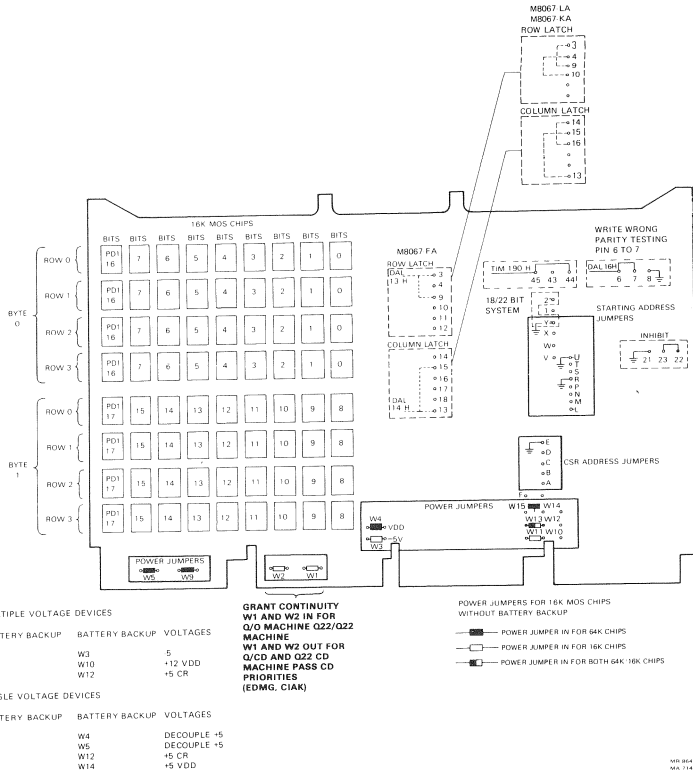 M8067-LA
M8067-KA
ROW LATCH
3
4
9
10
COLUMN LATCH
14
15
16
13
16K MOS CHIPS
BITS BITS BITS BITS BITS BITS BITS BITS BITS
ROW 0 PD1 16 7 6 5 4 3 2 1 0
ROW 1 PD1 16 7 6 5 4 3 2 1 0
BYTE 0
ROW 2 PD1 16 7 6 5 4 3 2 1 0
ROW 3 PD1 16 7 6 5 4 3 2 1 0
ROW 0 PD1 17 15 14 13 12 11 10 9 8
ROW 1 PD1 17 15 14 13 12 11 10 9 8
BYTE 1
ROW 2 PD1 17 15 14 13 12 11 10 9 8
ROW 3 PD1 17 15 14 13 12 11 10 9 8
M8067 FA
ROW LATCH
DAL 13 H
3
4
9
10
11
12
COLUMN LATCH
14
15
16
17
18
DAL 14 H
13
TIM 190 H
45 43 44
WRITE WRONG
PARITY TESTING
PIN 6 TO 7
DAL 16H
6 7 8
18/22 BIT
SYSTEM
2
1
Y
X
W
V
U
T
S
R
P
N
M
L
STARTING ADDRESS
JUMPERS
INHIBIT
21 23 22
E
D
C
B
A
F
CSR ADDRESS JUMPERS
POWER JUMPERS
W15 W14
W13 W12
W11 W10
W4
VDD
-5V
W3
POWER JUMPERS
W5 W9
W2 W1
GRANT CONTINUITY
W1 AND W2 IN FOR
Q/Q MACHINE Q22/Q22
MACHINE
W1 AND W2 OUT FOR
Q/CD AND Q22 CD
MACHINE PASS CD
PRIORITIES
(EDMG, CIAK)
POWER JUMPERS FOR 16K MOS CHIPS
WITHOUT BATTERY BACKUP
POWER JUMPER IN FOR 64K CHIPS
POWER JUMPER IN FOR 16K CHIPS
POWER JUMPER IN FOR BOTH 64K/16K CHIPS
TIPLE VOLTAGE DEVICES
TTERY BACKUP BATTERY BACKUP VOLTAGES
W3 -5
W10 +12 VDD
W12 +5 CR
GLE VOLTAGE DEVICES
TTERY BACKUP BATTERY BACKUP VOLTAGES
W4 DECOUPLE +5
W5 DECOUPLE +5
W12 +5 CR
W14 +5 VDD
MR 864
MA 714